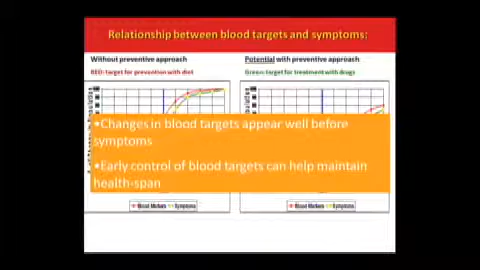 Relationship between blood targets and symptoms:
Without preventive approach
Potential with preventive approach
RED: target for prevention with diet
Green: target for treatment with drugs
•Changes in blood targets appear well before
symptoms
•Early control of blood targets can help maintain
health-span
Blood Markers
Symptoms
Blood Markers
Symptoms